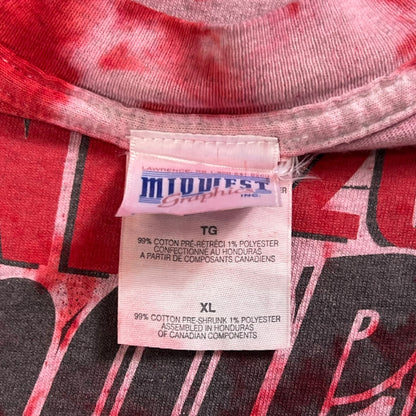 MIDWEST
Graphics
INC.
TG
99% COTON PRÉ-RÉTRÉCI 1% POLYESTER
CONFECTIONNÉ AU HONDURAS
A PARTIR DE COMPOSANTS CANADIENS
XL
99% COTTON PRE-SHRUNK 1% POLYESTER
ASSEMBLED IN HONDURAS
OF CANADIAN COMPONENTS